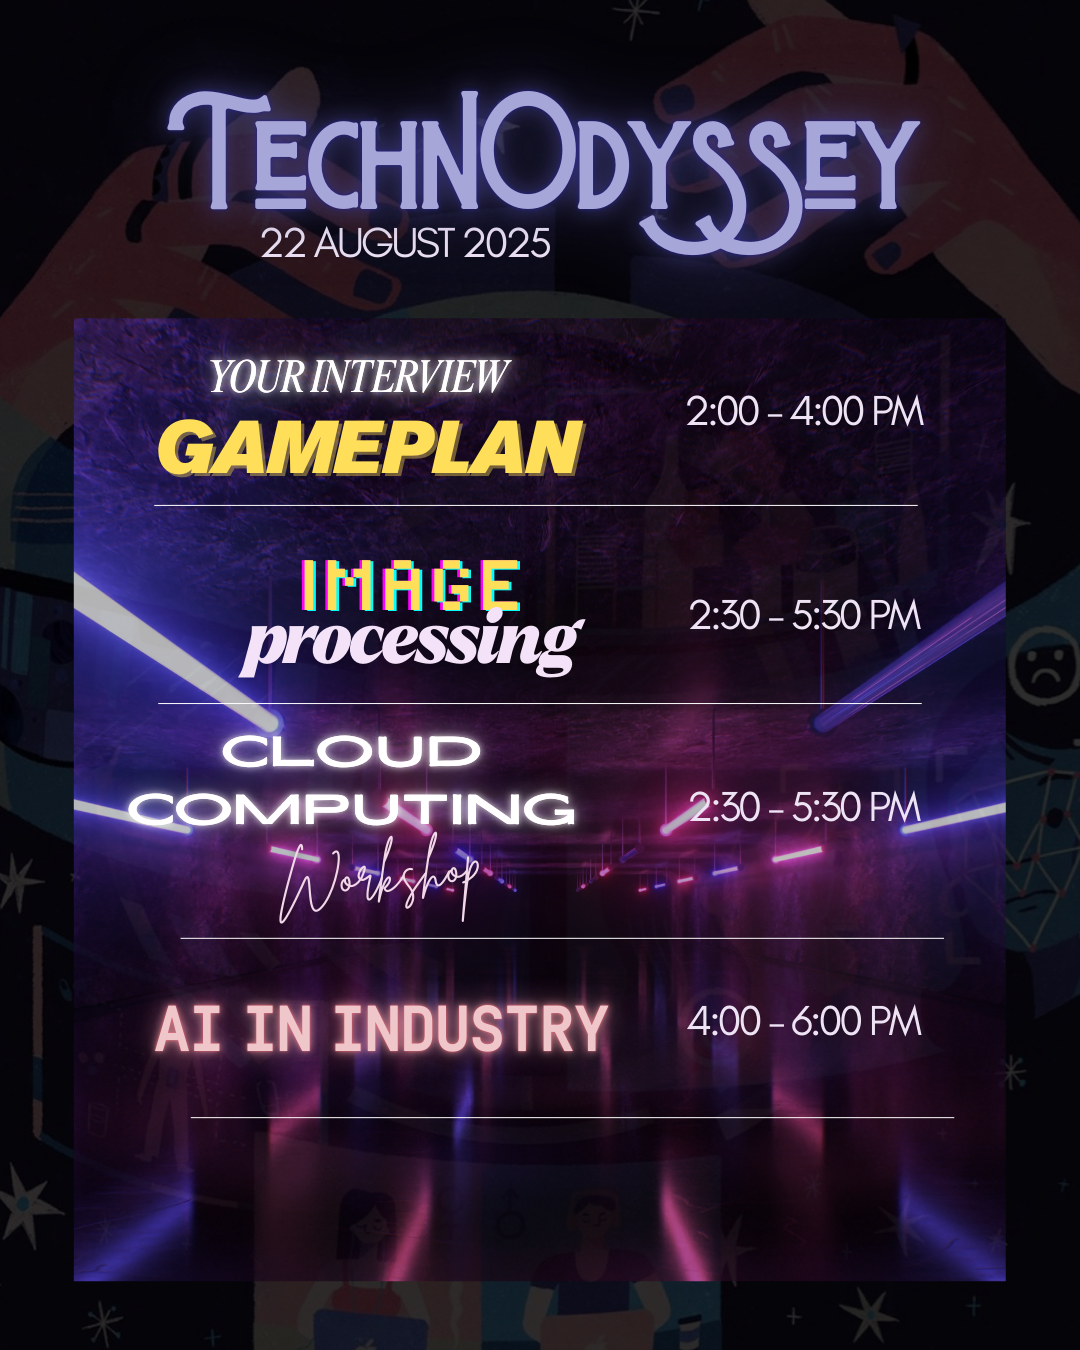 TECHNODYSSEY
22 AUGUST 2025
YOUR INTERVIEW
GAMEPLAN
2:00 – 4:00 PM
IMAGE
processing
2:30 – 5:30 PM
CLOUD
COMPUTING
Workshop
2:30 – 5:30 PM
AI IN INDUSTRY
4:00 – 6:00 PM